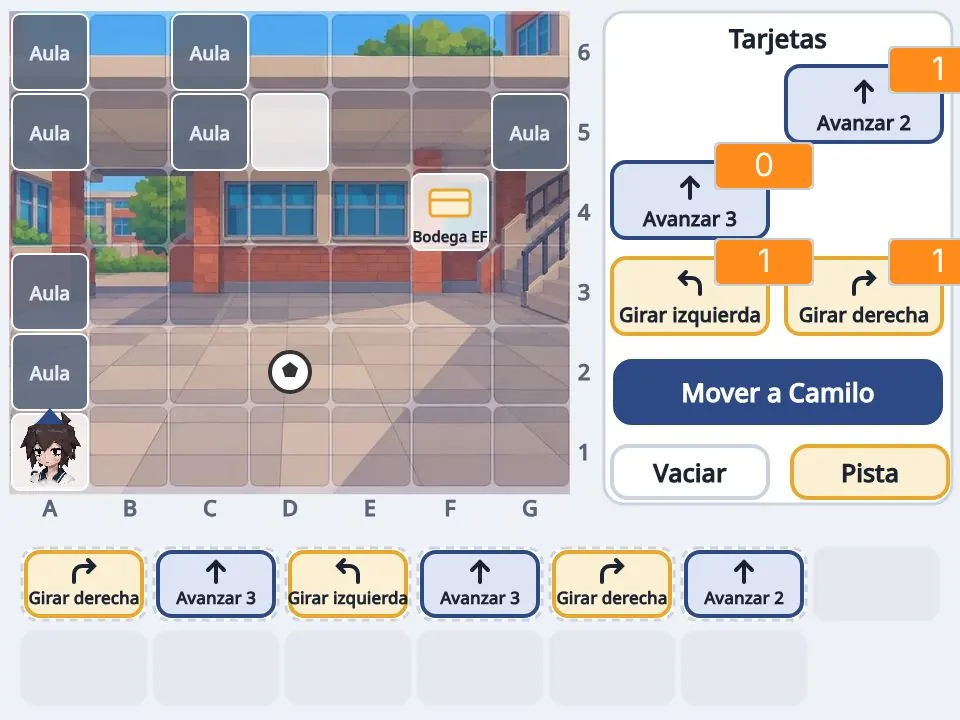 Aula
Aula
6
Aula
Aula
Aula
5
Bodega EF
4
Aula
3
Aula
2
1
A
B
C
D
E
F
G
Tarjetas
1
Avanzar 2
0
Avanzar 3
1
Girar izquierda
1
Girar derecha
Mover a Camilo
Vaciar
Pista
Girar derecha
Avanzar 3
Girar izquierda
Avanzar 3
Girar derecha
Avanzar 2